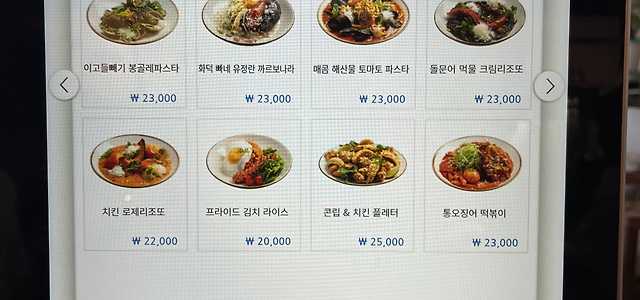 이고들빼기 봉골레파스타
화덕 빠네 유정란 까르보나라
매콤 해산물 토마토 파스타
돌문어 먹물 크림리조또
₩ 23,000
₩ 23,000
₩ 23,000
₩ 23,000
치킨 로제리조또
프라이드 김치 라이스
콘립 & 치킨 플레터
통오징어 떡볶이
₩ 22,000
₩ 20,000
₩ 25,000
₩ 23,000